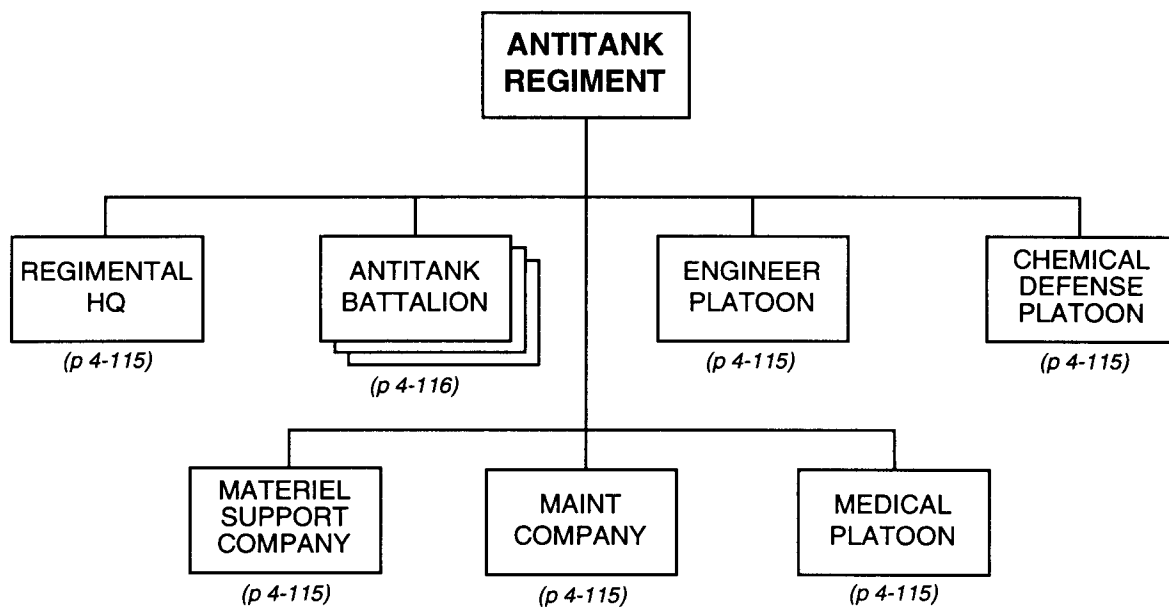 ANTITANK
REGIMENT
REGIMENTAL
HQ
(p 4-115)
ANTITANK
BATTALION
(p 4-116)
ENGINEER
PLATOON
(p 4-115)
CHEMICAL
DEFENSE
PLATOON
(p 4-115)
MATERIEL
SUPPORT
COMPANY
(p 4-115)
MAINT
COMPANY
(p 4-115)
MEDICAL
PLATOON
(p 4-115)